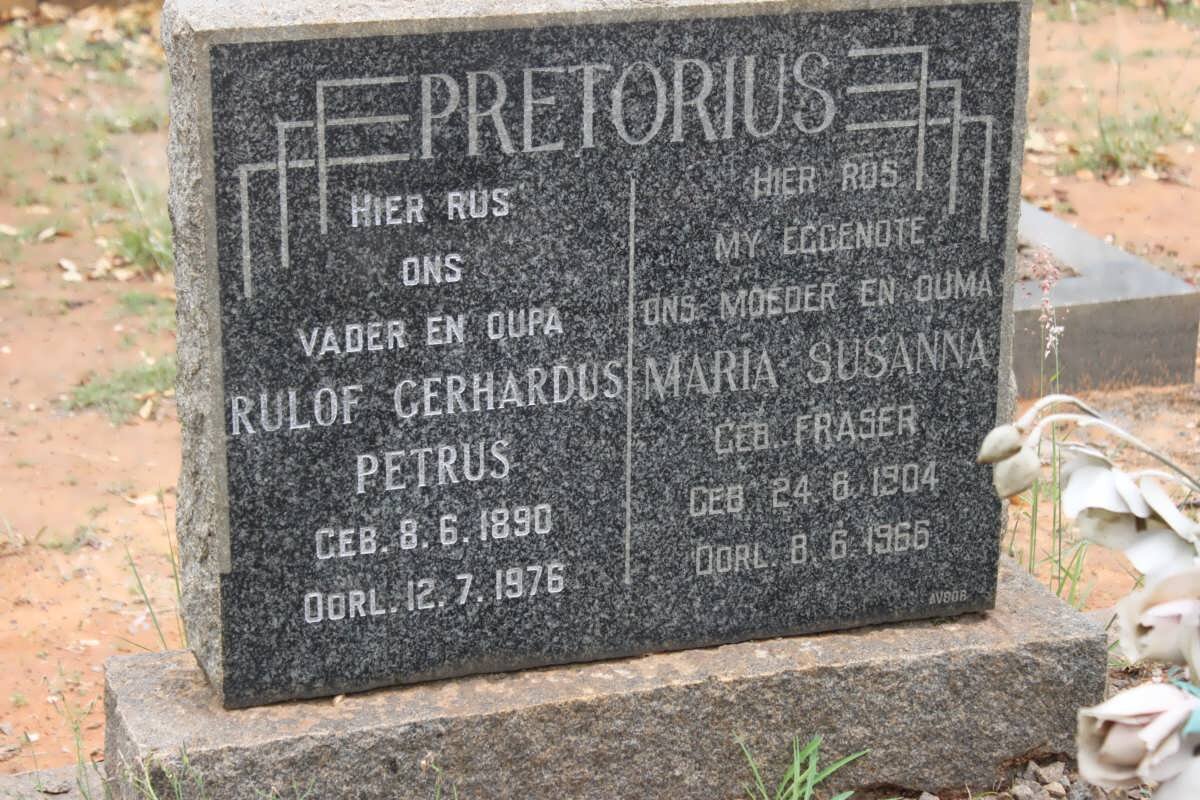 PRETORIUS
HIER RUS
ONS
VADER EN OUPA
RULOF GERHARDUS
PETRUS
GEB. 8. 6. 1890
OORL. 12. 7. 1976
HIER RUS
MY EGGENOTE
ONS MOEDER EN OUMA
MARIA SUSANNA
GEB. FRASER
GEB 24. 6. 1904
OORL. 8. 6. 1966
AVBOB